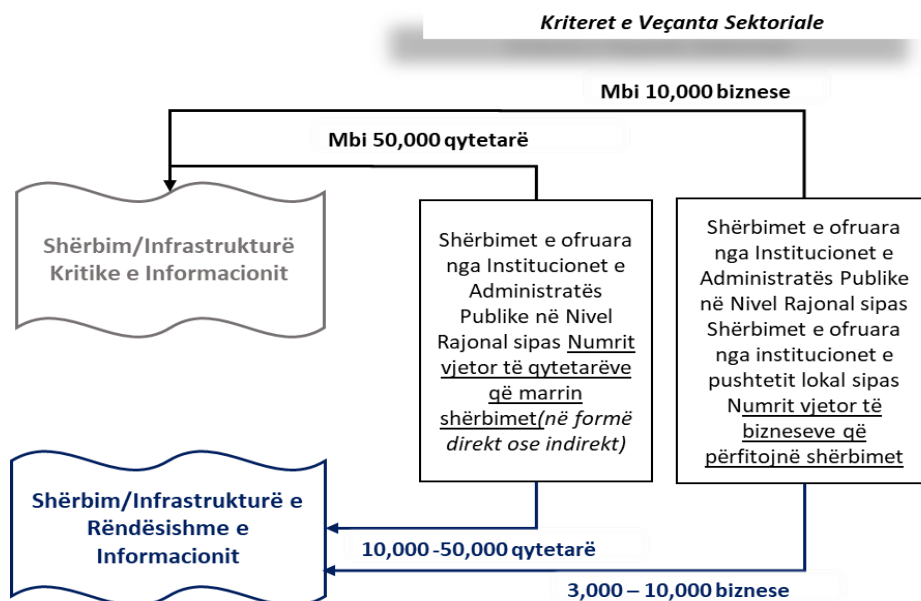 Kriteret e Veçanta Sektoriale
Mbi 10,000 biznese
Mbi 50,000 qytetarë
Shërbim/Infrastrukturë
Kritike e Informacionit
Shërbimet e ofruara
nga Institucionet e
Administratës
Publike në Nivel
Rajonal sipas Numrit
vjetor të qytetarëve
që marrin
shërbimet(në formë
direkt ose indirekt)
Shërbimet e ofruara
nga Institucionet e
Administratës Publike
në Nivel Rajonal sipas
Shërbimet e ofruara
nga institucionet e
pushtetit lokal sipas
Numrit vjetor të
bizneseve që
përfitojnë shërbimet
Shërbim/Infrastrukturë e
Rëndësishme e
Informacionit
10,000 -50,000 qytetarë
3,000 – 10,000 biznese